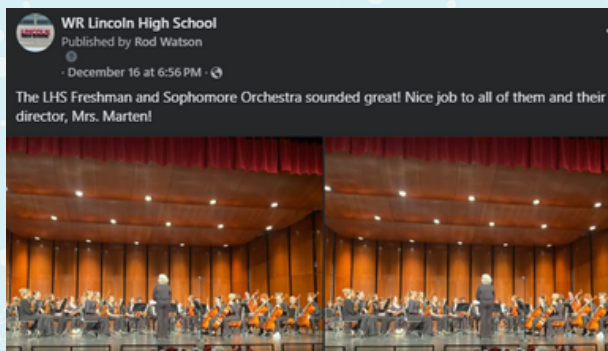 WR Lincoln High School
Published by Rod Watson
· December 16 at 6:56 PM ·
The LHS Freshman and Sophomore Orchestra sounded great! Nice job to all of them and their
director, Mrs. Marten!
LINCOLN